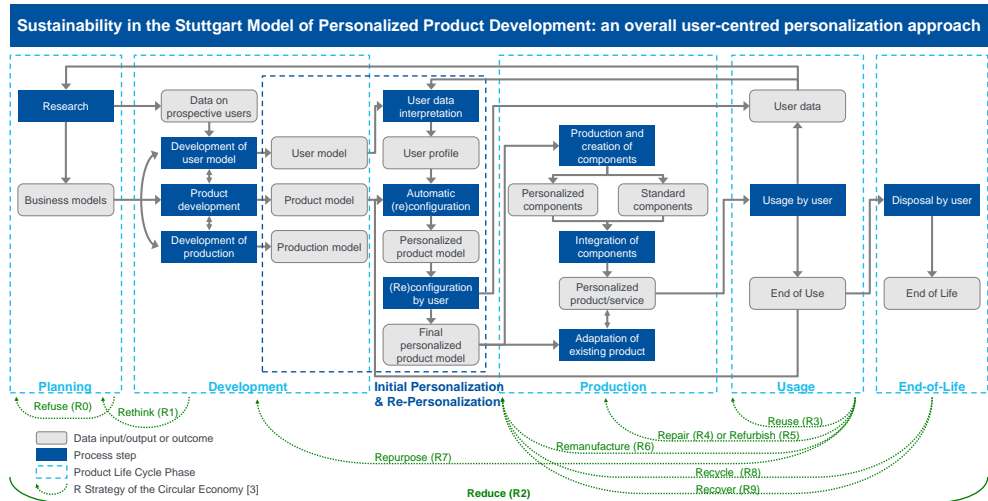 Sustainability in the Stuttgart Model of Personalized Product Development: an overall user-centred personalization approach
Research
Business models
Planning
Data on
prospective users
Development of
user model
Product
development
Development of
production
User model
Product model
Production model
Development
User data
interpretation
User profile
Automatic
(re)configuration
Personalized
product model
(Re)configuration
by user
Final
personalized
product model
Initial Personalization
& Re-Personalization
Production and
creation of
components
Personalized
components
Standard
components
Integration of
components
Personalized
product/service
Adaptation of
existing product
Production
User data
Usage by user
End of Use
Usage
Disposal by user
End of Life
End-of-Life
Refuse (R0)
Rethink (R1)
Reuse (R3)
Repair (R4) or Refurbish (R5)
Remanufacture (R6)
Repurpose (R7)
Recycle (R8)
Recover (R9)
Reduce (R2)
Data input/output or outcome
Process step
Product Life Cycle Phase
R Strategy of the Circular Economy [3]